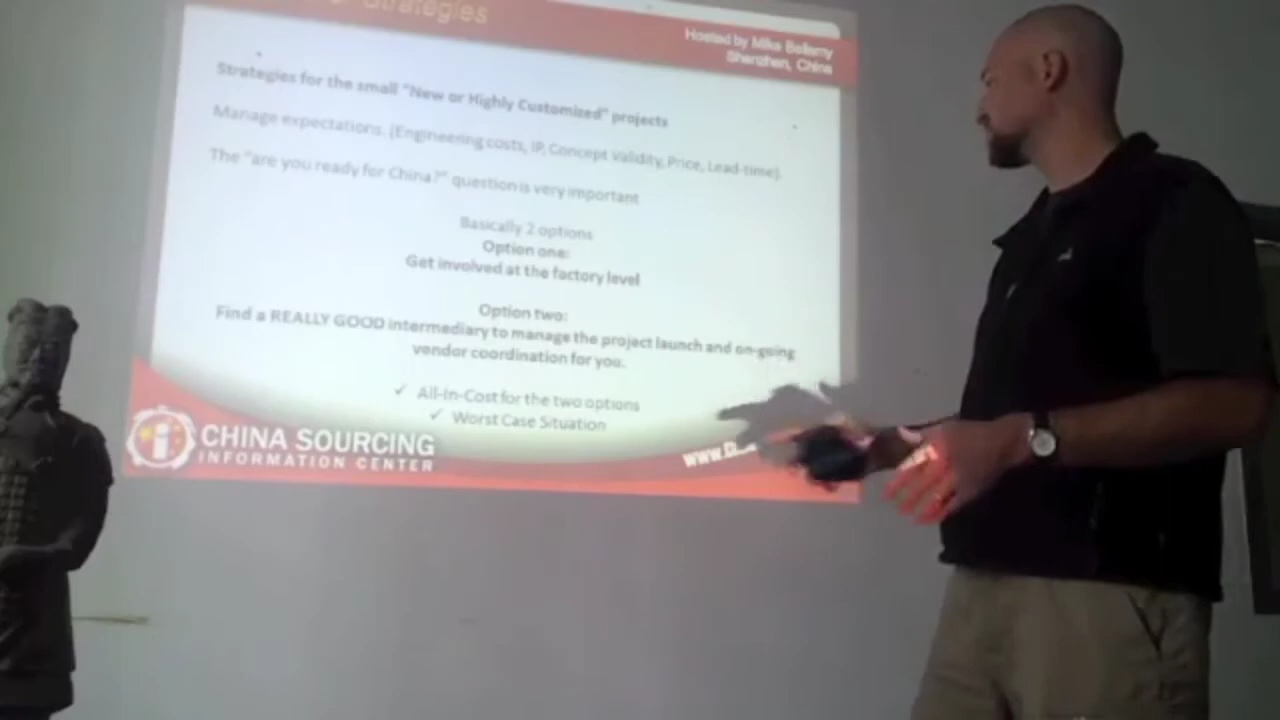 Strategies
Hosted by Mike Bellamy
Shenzhen, China
Strategies for the small "New or Highly Customized" projects
Manage expectations. (Engineering costs, IP, Concept Validity, Price, Lead-time).
The "are you ready for China?" question is very important
Basically 2 options
Option one:
Get involved at the factory level
Option two:
Find a REALLY GOOD intermediary to manage the project launch and on-going
vendor coordination for you.
✓ All-In-Cost for the two options
✓ Worst Case Situation
CHINA SOURCING
INFORMATION CENTER